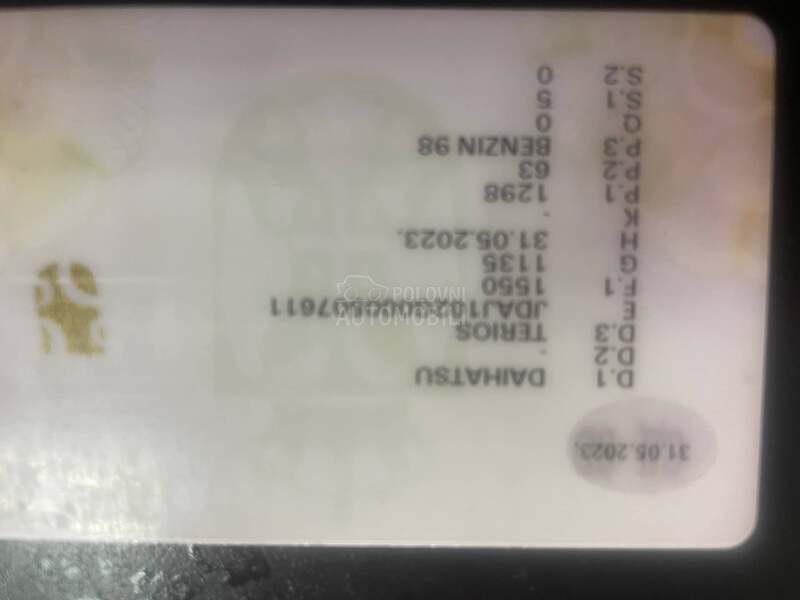 31.05.2023.
D.1 DAIHATSU
D.2 -
D.3 TERIOS
E
F.1 1550
G 1135
H 31.05.2023.
K -
P.1 1298
P.2 63
P.3 BENZIN 98
Q 0
S.1 5
S.2 0
POLOVNI
AUTOMOBILI